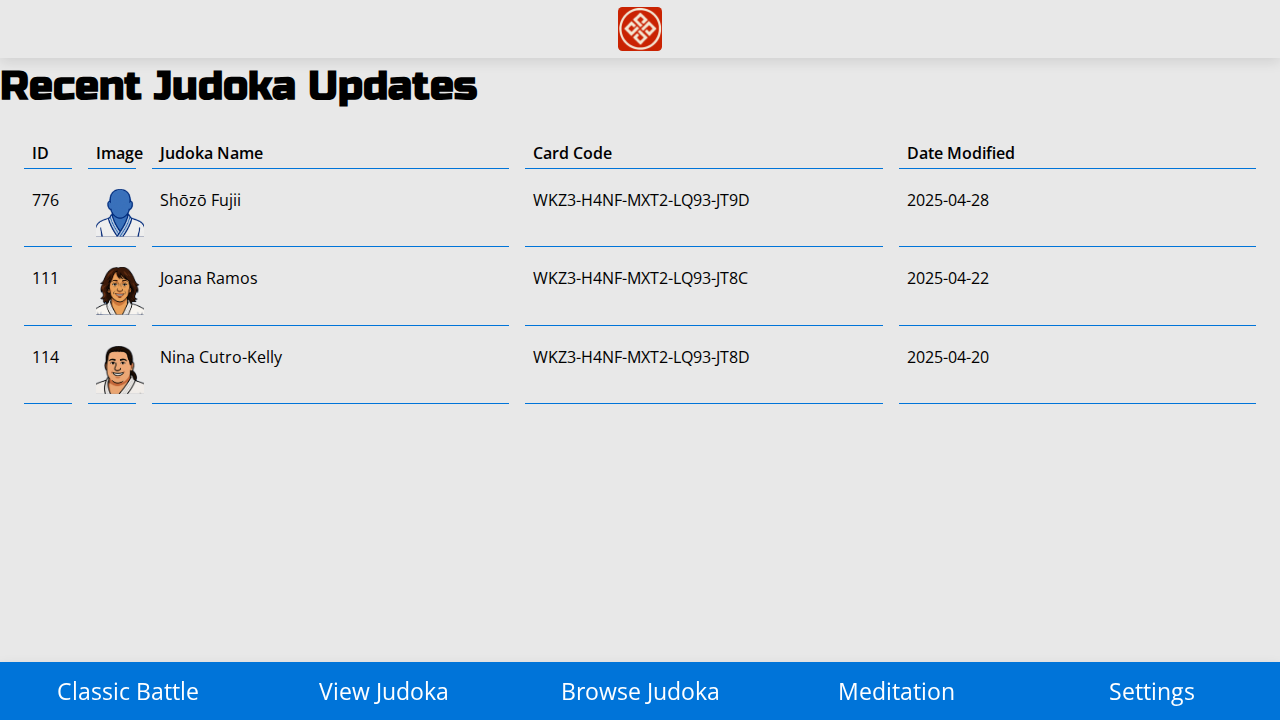 Recent Judoka Updates
ID Image Judoka Name Card Code Date Modified
776 Shōzō Fujii WKZ3-H4NF-MXT2-LQ93-JT9D 2025-04-28
111 Joana Ramos WKZ3-H4NF-MXT2-LQ93-JT8C 2025-04-22
114 Nina Cutro-Kelly WKZ3-H4NF-MXT2-LQ93-JT8D 2025-04-20
Classic Battle View Judoka Browse Judoka Meditation Settings